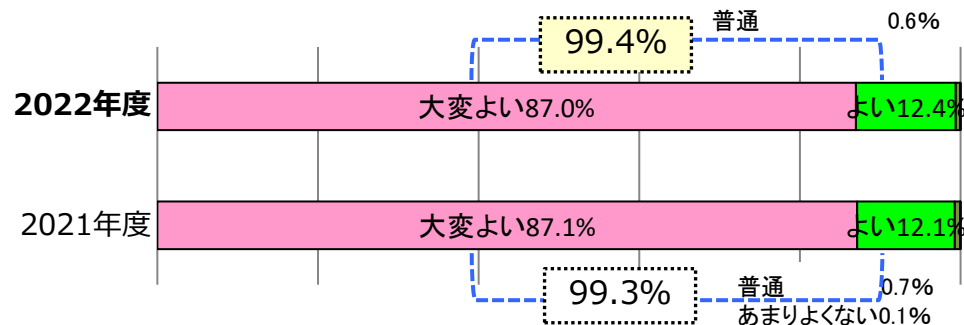 普通 0.6%
99.4%
2022年度 大変よい87.0% よい12.4%
2021年度 大変よい87.1% よい12.1%
99.3%
普通 0.7%
あまりよくない0.1%